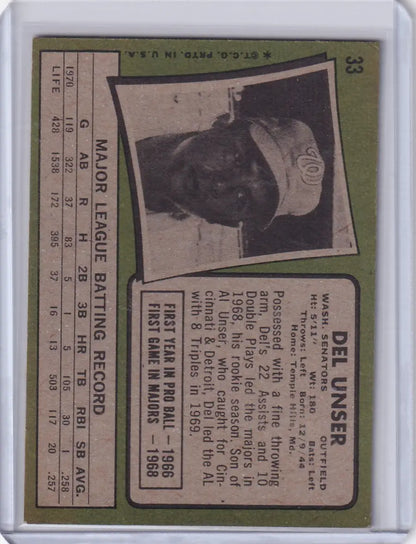 33
*©T.C.G. PRTD. IN U.S.A.
W
DEL UNSER
WASH. SENATORS OUTFIELD
Ht: 5'11" Wt: 180 Bats: Left
Throws: Left Born: 12/9/44
Home: Temple Hills, Md.
Possessed with a fine throwing
arm, Del's 22 Assists and 10
Double Plays led the majors in
1968, his rookie season. Son of
Al Unser, who caught for Cin-
cinnati & Detroit, Del led the AL
with 8 Triples in 1969.
FIRST YEAR IN PRO BALL — 1966
FIRST GAME IN MAJORS — 1968
MAJOR LEAGUE BATTING RECORD
G AB R H 2B 3B HR TB RBI SB AVG.
1970 119 322 37 83 5 1 5 105 30 1 .258
LIFE 428 1538 172 395 37 16 13 503 117 20 .257